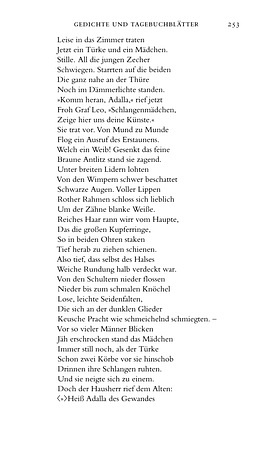 GEDICHTE UND TAGEBUCHBLÄTTER 253
Leise in das Zimmer traten
Jetzt ein Türke und ein Mädchen.
Stille. All die jungen Zecher
Schwiegen. Starrten auf die beiden
Die ganz nahe an der Thüre
Noch im Dämmerlichte standen.
»Komm heran, Adalla,« rief jetzt
Froh Graf Leo, »Schlangenmädchen,
Zeige hier uns deine Künste.«
Sie trat vor. Von Mund zu Munde
Flog ein Ausruf des Erstaunens.
Welch ein Weib! Gesenkt das feine
Braune Antlitz stand sie zagend.
Unter breiten Lidern lohten
Von den Wimpern schwer beschattet
Schwarze Augen. Voller Lippen
Rother Rahmen schloss sich lieblich
Um der Zähne blanke Weiße.
Reiches Haar rann wirr vom Haupte,
Das die großen Kupferringe,
So in beiden Ohren staken
Tief herab zu ziehen schienen.
Also tief, dass selbst des Halses
Weiche Rundung halb verdeckt war.
Von den Schultern nieder flossen
Nieder bis zum schmalen Knöchel
Lose, leichte Seidenfalten,
Die sich an der dunklen Glieder
Keusche Pracht wie schmeichelnd schmiegten. –
Vor so vieler Männer Blicken
Jäh erschrocken stand das Mädchen
Immer still noch, als der Türke
Schon zwei Körbe vor sie hinschob
Drinnen ihre Schlangen ruhten.
Und sie neigte sich zu einem.
Doch der Hausherr rief dem Alten:
⟨»⟩Heiß Adalla des Gewandes